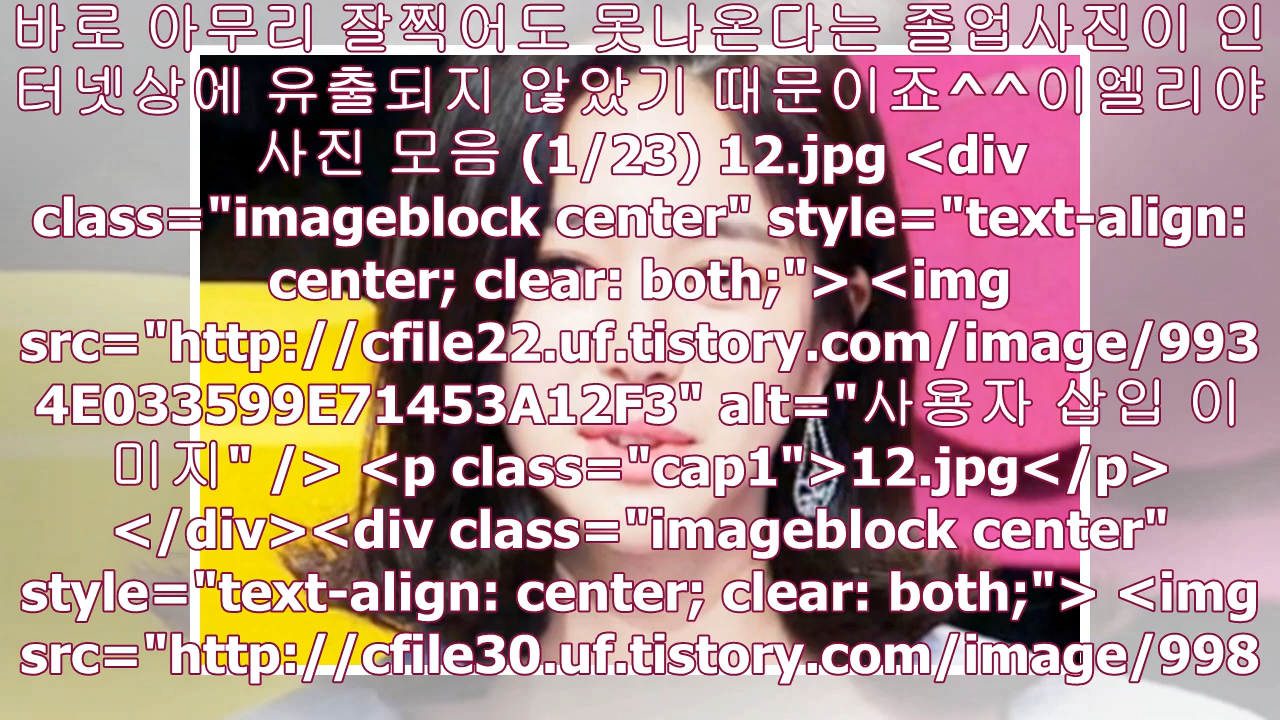 바로 아무리 잘찍어도 못나온다는 졸업사진이 인
터넷상에 유출되지 않았기 때문이죠^^이엘리야
사진 모음 (1/23) 12.jpg <div
class="imageblock center" style="text-align:
center; clear: both;"> <img
src="http://cfile22.uf.tistory.com/image/993
4E033599E71453A12F3" alt="사용자 삽입 이
미지" /> <p class="cap1">12.jpg</p>
</div><div class="imageblock center"
style="text-align: center; clear: both;"> <img
src="http://cfile30.uf.tistory.com/image/998